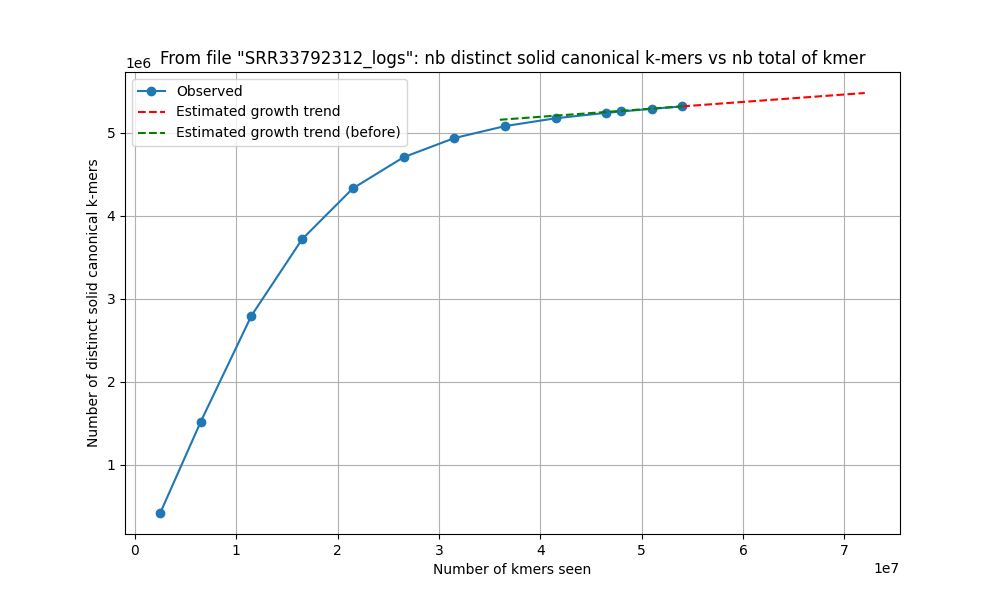 From file "SRR33792312_logs": nb distinct solid canonical k-mers vs nb total of kmer
1e6
Observed
Estimated growth trend
Estimated growth trend (before)
5
4
3
2
1
Number of distinct solid canonical k-mers
0 1 2 3 4 5 6 7
1e7
Number of kmers seen